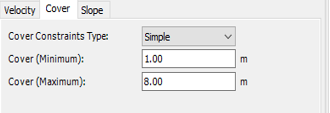 Velocity Cover Slope
Cover Constraints Type: Simple
Cover (Minimum): 1.00 m
Cover (Maximum): 8.00 m